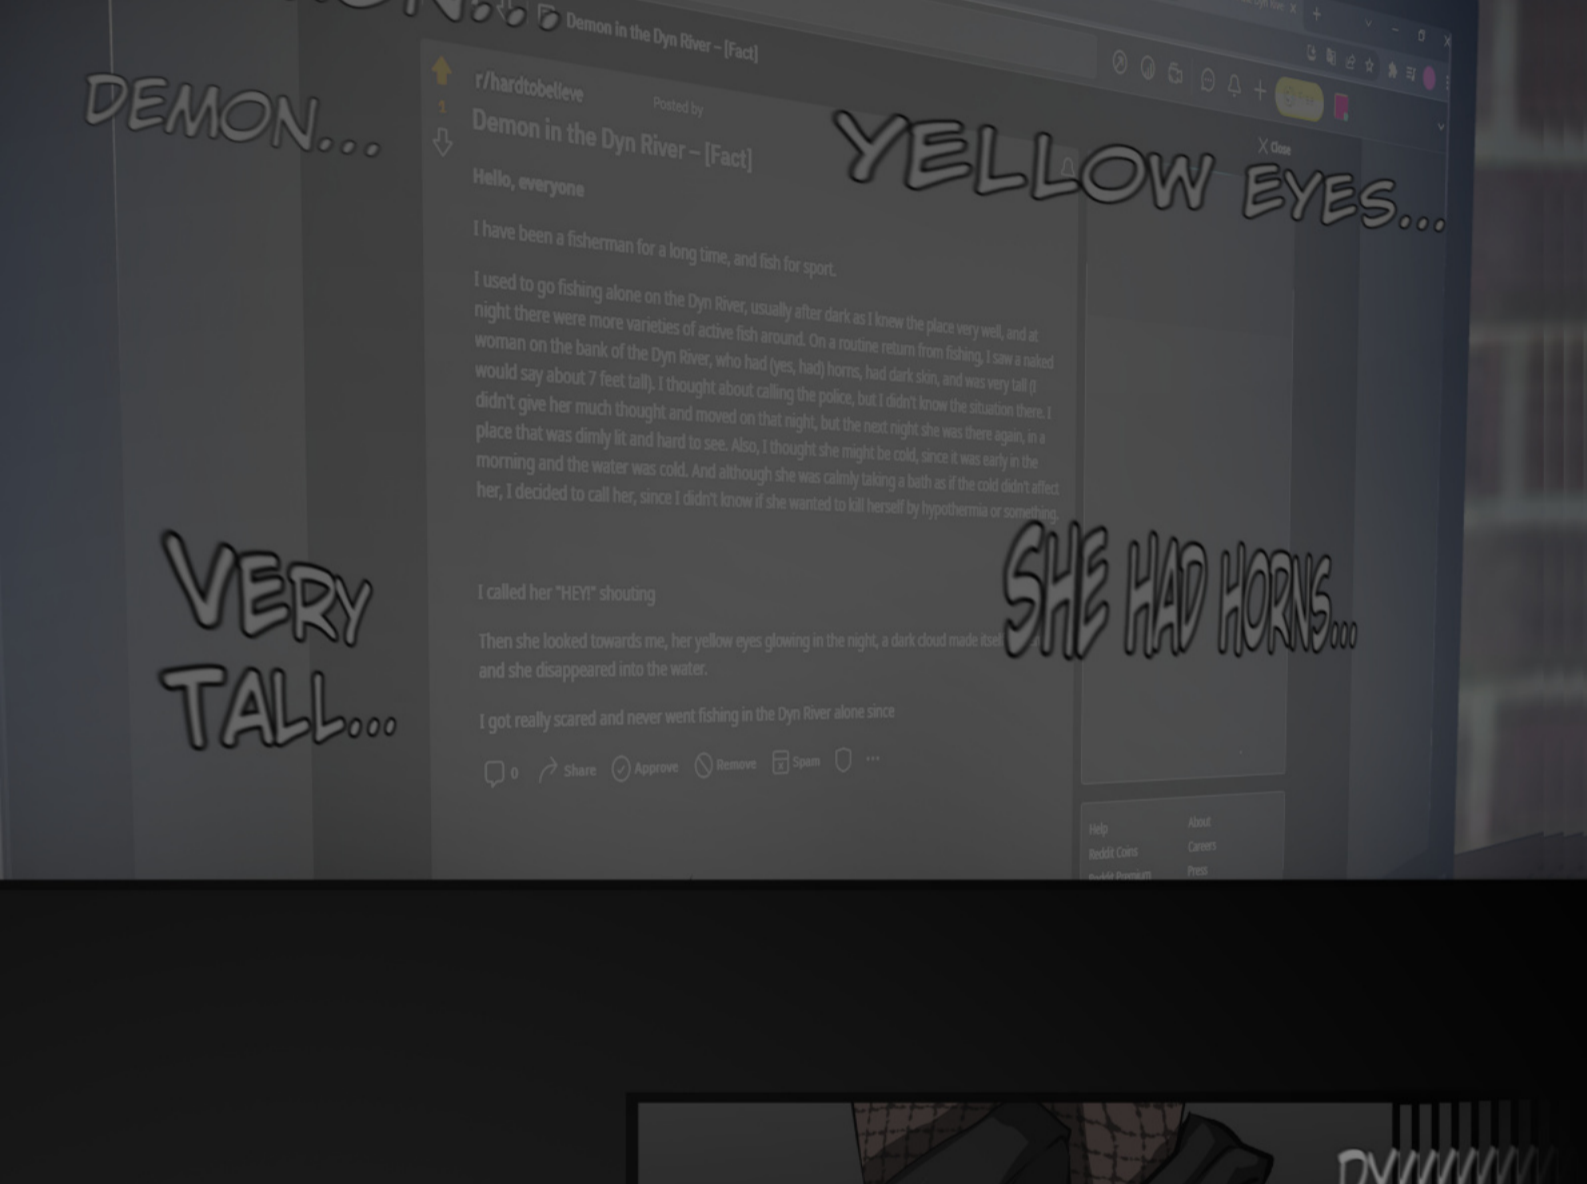 Demon in the Dyn River – [Fact]
Close
DEMON...
r/hardtobelieve
Posted by
1
Demon in the Dyn River – [Fact]
YELLOW EYES...
Hello, everyone
I have been a fisherman for a long time, and fish for sport.
I used to go fishing alone on the Dyn River, usually after dark as I knew the place very well, and at
night there were more varieties of active fish around. On a routine return from fishing, I saw a naked
woman on the bank of the Dyn River, who had (yes, had) horns, had dark skin, and was very tall (I
would say about 7 feet tall). I thought about calling the police, but I didn't know the situation there. I
didn't give her much thought and moved on that night, but the next night she was there again, in a
place that was dimly lit and hard to see. Also, I thought she might be cold, since it was early in the
morning and the water was cold. And although she was calmly taking a bath as if the cold didn't affect
her, I decided to call her, since I didn't know if she wanted to kill herself by hypothermia or something.
VERY
TALL...
SHE HAD HORNS...
I called her "HEY!" shouting
Then she looked towards me, her yellow eyes glowing in the night, a dark cloud made
and she disappeared into the water.
I got really scared and never went fishing in the Dyn River alone since
0 Share Approve Remove Spam ...
Help About
Reddit Coins Careers
Reddit Premium Press